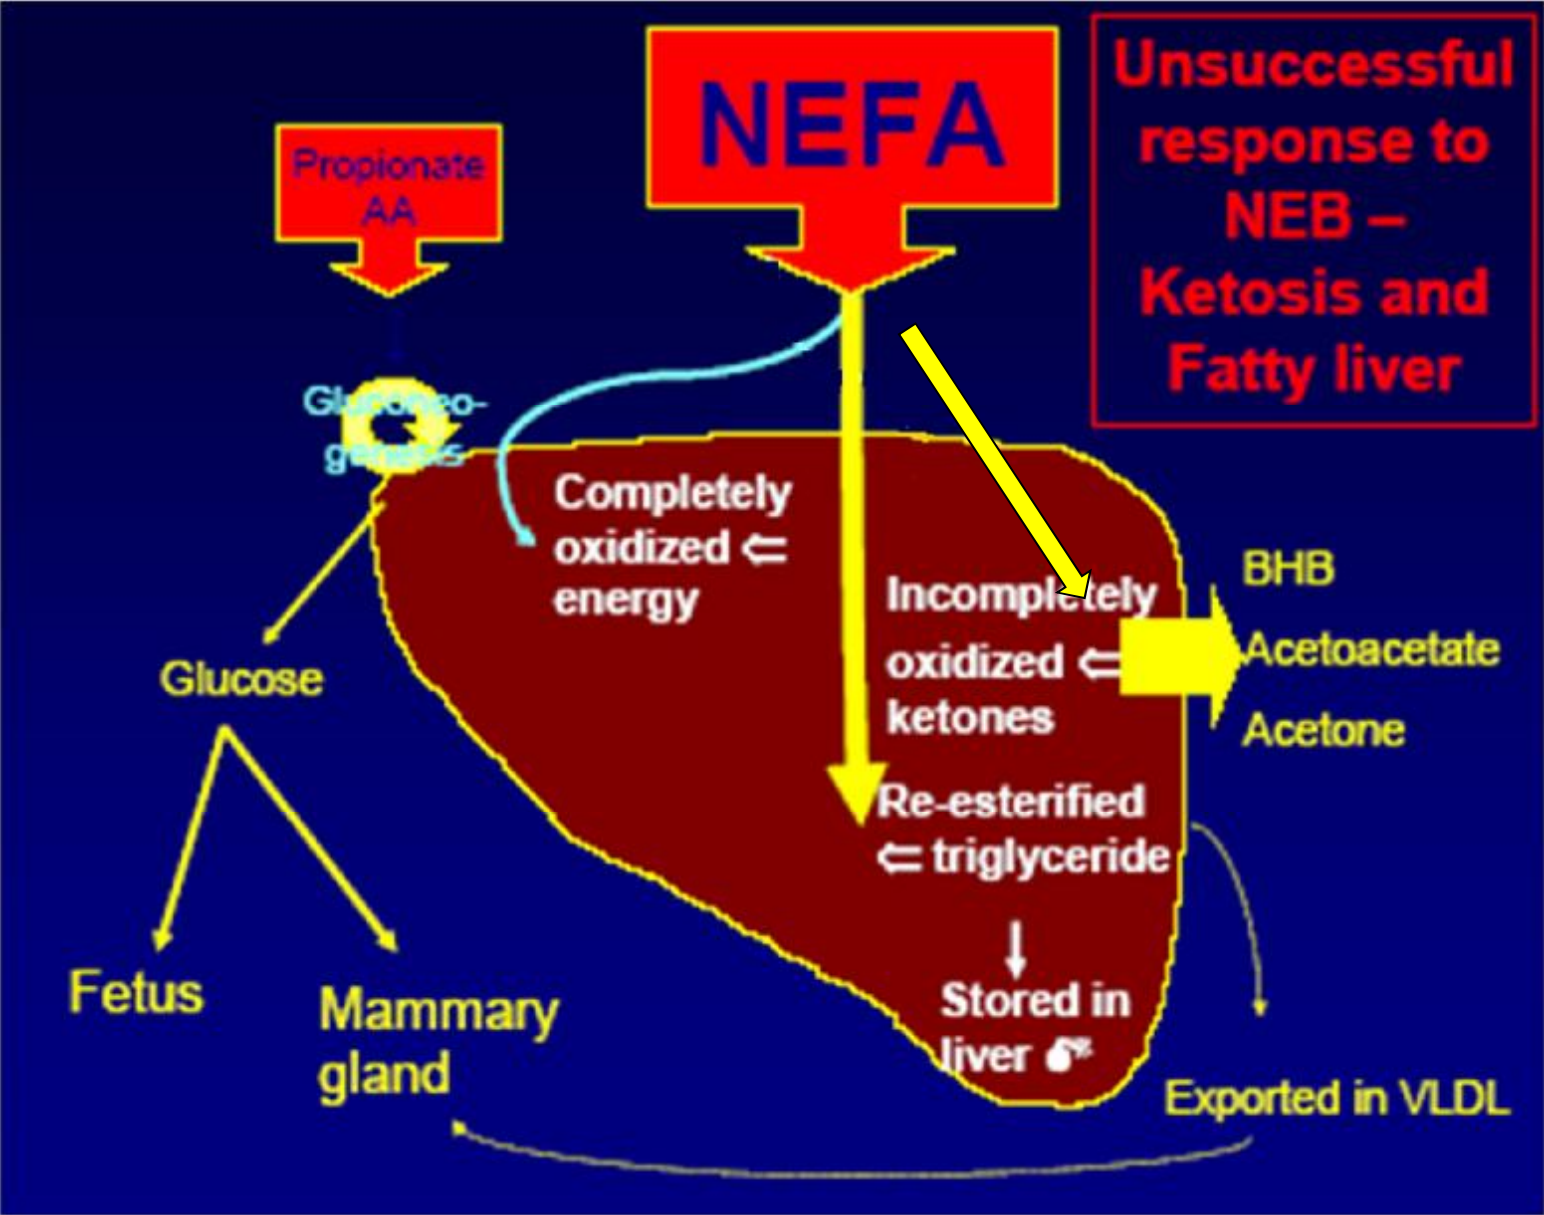 NEFA
Unsuccessful
response to
NEB –
Ketosis and
Fatty liver
Propionate
AA
Gluconeo-
genesis
Completely
oxidized ⇐
energy
Incompletely
oxidized ⇐
ketones
BHB
Acetoacetate
Acetone
Glucose
Re-esterified
⇐ triglyceride
Fetus
Mammary
gland
Stored in
liver 💣
Exported in VLDL